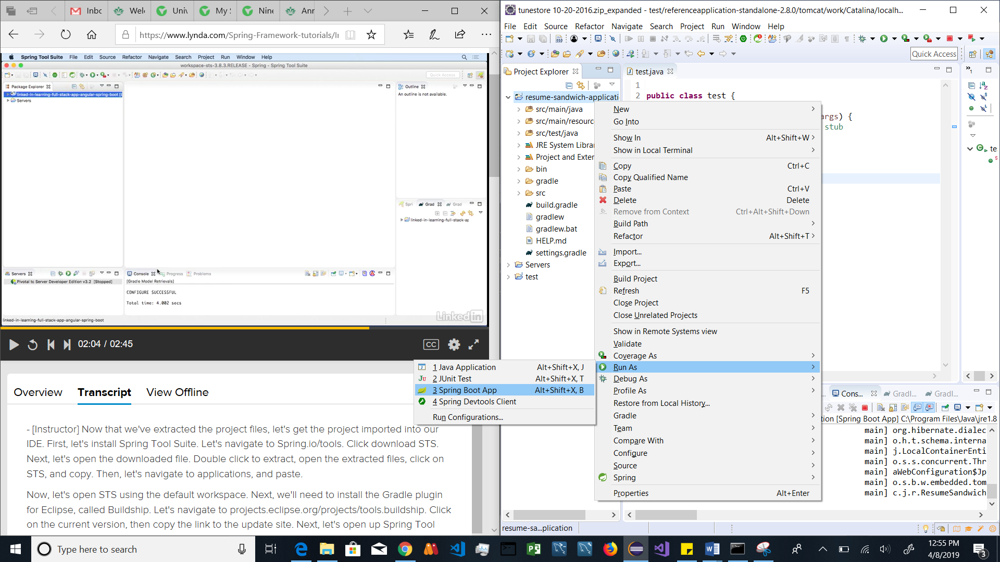 Inbo
Wel
Univ
My S
Nine
Anr
https://www.lynda.com/Spring-Framework-tutorials/Ir
Spring Tool Suite File Edit Source Refactor Navigate Search Project Run Window Help
workspace-sts-3.8.3.RELEASE - Spring - Spring Tool Suite
Quick Access
Package Explorer
linked-in-learning-full-stack-app-angular-spring-boot [b
Servers
Outline
An outline is not available.
Spri
Grad
Grad
linked-in-learning-full-stack-ap
Servers
Pivotal tc Server Developer Edition v3.2 [Stopped]
Console
Progress
Problems
[Gradle Model Retrievals]
CONFIGURE SUCCESSFUL
Total time: 4.002 secs
linked-in-learning-full-stack-app-angular-spring-boot
Linked in
02:04 / 02:45
CC
Overview
Transcript
View Offline
- [Instructor] Now that we've extracted the project files, let's get the project imported into our
IDE. First, let's install Spring Tool Suite. Let's navigate to Spring.io/tools. Click download STS.
Next, let's open the downloaded file. Double click to extract, open the extracted files, click on
STS, and copy. Then, let's navigate to applications, and paste.
Now, let's open STS using the default workspace. Next, we'll need to install the Gradle plugin
for Eclipse, called Buildship. Let's navigate to projects.eclipse.org/projects/tools.buildship. Click
on the current version, then copy the link to the update site. Next, let's open up Spring Tool
tunestore 10-20-2016.zip_expanded - test/referenceapplication-standalone-2.8.0/tomcat/work/Catalina/localh...
File Edit Source Refactor Navigate Search Project Run Window Help
Quick Access
Project Explorer
resume-sandwich-applicati
src/main/java
src/main/resourc
src/test/java
JRE System Librar
Project and Exter
bin
gradle
src
build.gradle
gradlew
gradlew.bat
HELP.md
settings.gradle
Servers
test
test.java
1
2 public class test {
args) {
stub
te
s
New
Go Into
Show In Alt+Shift+W
Show in Local Terminal
Copy Ctrl+C
Copy Qualified Name
Paste Ctrl+V
Delete Delete
Remove from Context Ctrl+Alt+Shift+Down
Build Path
Refactor Alt+Shift+T
Import...
Export...
Build Project
Refresh F5
Close Project
Close Unrelated Projects
Show in Remote Systems view
Validate
Coverage As
Run As
Debug As
Profile As
Restore from Local History...
Gradle
Team
Compare With
Configure
Source
Spring
Properties Alt+Enter
1 Java Application Alt+Shift+X, J
2 JUnit Test Alt+Shift+X, T
3 Spring Boot App Alt+Shift+X, B
4 Spring Devtools Client
Run Configurations...
Cons...
Gradl...
Gradl...
tion [Spring Boot App] C:\Program Files\Java\jre1.8
main] org.hibernate.dialec
main] o.h.t.schema.interna
main] j.LocalContainerEnti
main] o.s.s.concurrent.Thr
main] aWebConfiguration$Jp
main] o.s.b.w.embedded.tom
main] c.j.r.ResumeSandwich
resume-sa...plication
Type here to search
12:55 PM
4/8/2019
3